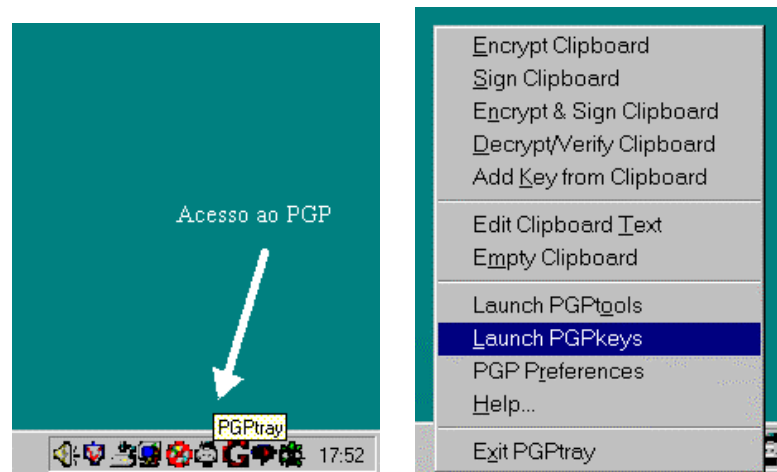 Acesso ao PGP
PGPtray
17:52
Encrypt Clipboard
Sign Clipboard
Encrypt & Sign Clipboard
Decrypt/Verify Clipboard
Add Key from Clipboard
Edit Clipboard Text
Empty Clipboard
Launch PGPtools
Launch PGPkeys
PGP Preferences
Help...
Exit PGPtray